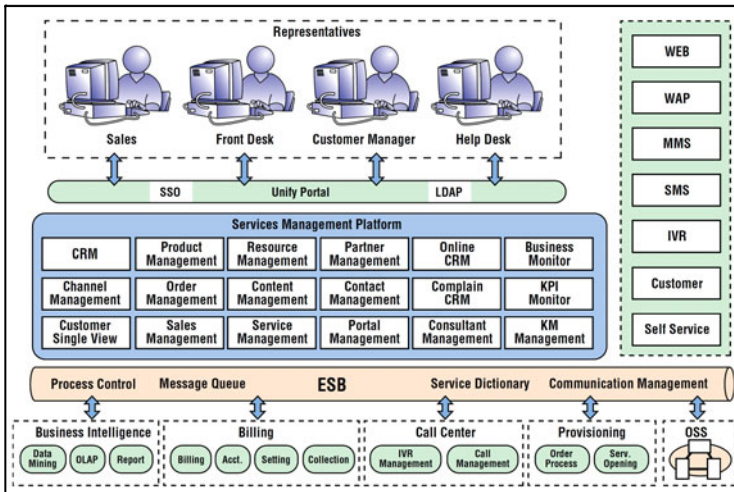 Representatives
Sales
Front Desk
Customer Manager
Help Desk
SSO
Unify Portal
LDAP
Services Management Platform
CRM
Product
Management
Resource
Management
Partner
Management
Online
CRM
Business
Monitor
Channel
Management
Order
Management
Content
Management
Contact
Management
Complain
CRM
KPI
Monitor
Customer
Single View
Sales
Management
Service
Management
Portal
Management
Consultant
Management
KM
Management
WEB
WAP
MMS
SMS
IVR
Customer
Self Service
Process Control
Message Queue
ESB
Service Dictionary
Communication Management
Business Intelligence
Data
Mining
OLAP
Report
Billing
Billing
Acct.
Setting
Collection
Call Center
IVR
Management
Call
Management
Provisioning
Order
Process
Serv.
Opening
OSS